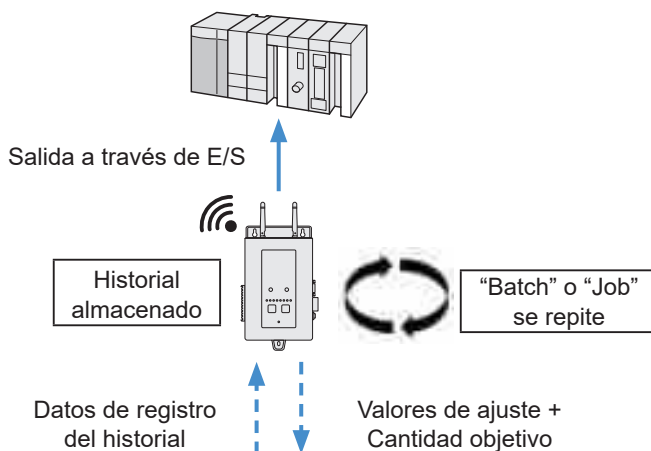 Salida a través de E/S
Historial
almacenado
“Batch” o “Job”
se repite
Datos de registro
del historial
Valores de ajuste +
Cantidad objetivo